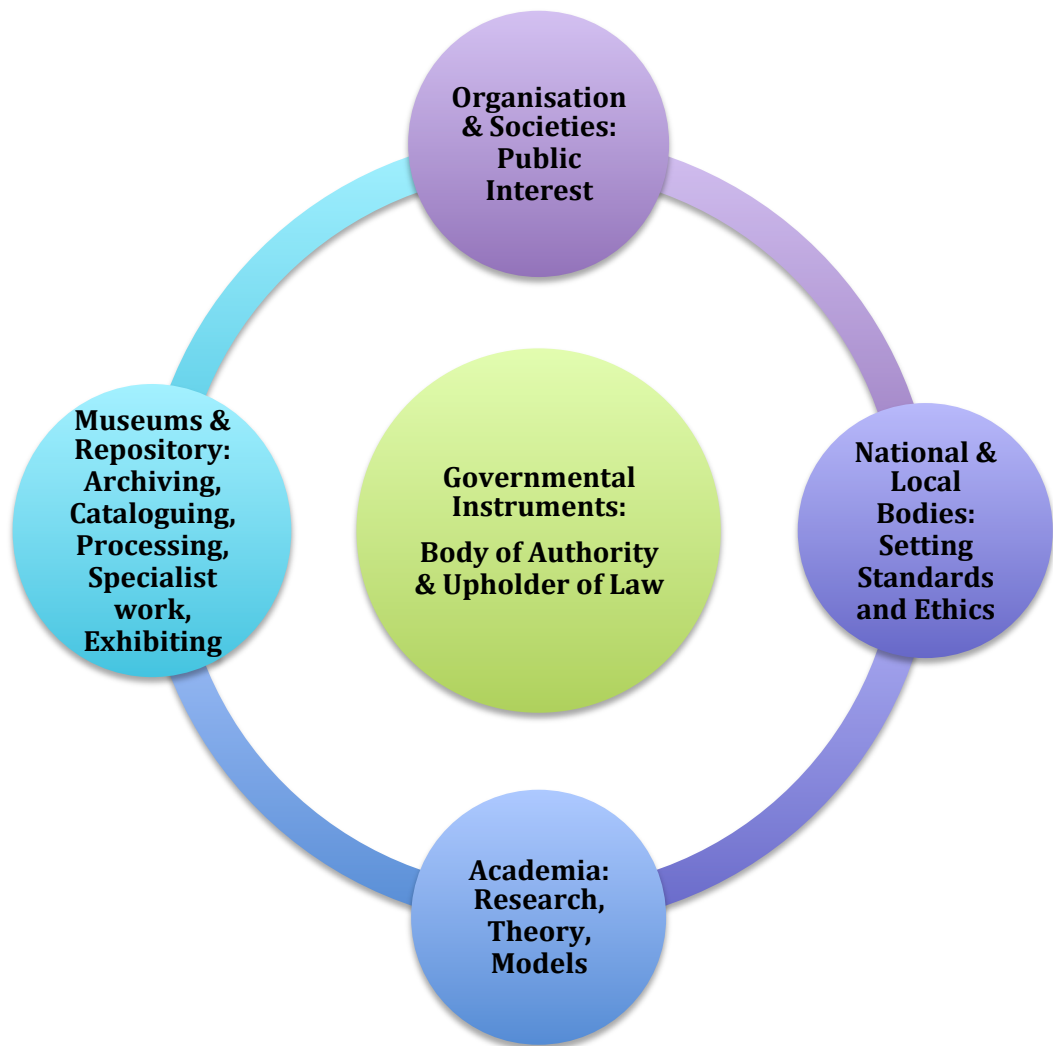 Organisation
& Societies:
Public
Interest
Museums &
Repository:
Archiving,
Cataloguing,
Processing,
Specialist
work,
Exhibiting
Governmental
Instruments:
Body of Authority
& Upholder of Law
National &
Local
Bodies:
Setting
Standards
and Ethics
Academia:
Research,
Theory,
Models